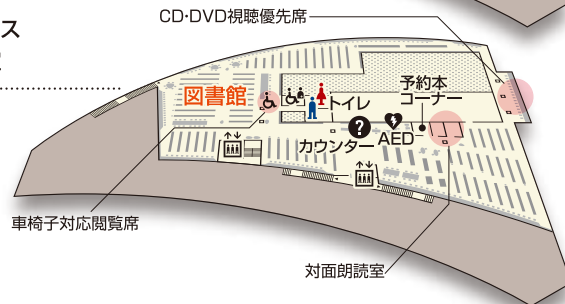 CD・DVD視聴優先席
ス
図書館
トイレ
予約本
コーナー
?
カウンター
AED
車椅子対応閲覧席
対面朗読室